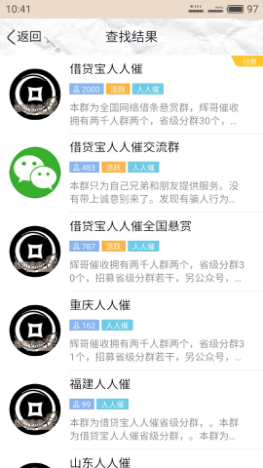 10:41
97
返回
查找结果
付费
借贷宝人人催
2000 活跃 人人催
本群为全国网络借条悬赏群，辉哥催收
拥有两千人群两个，省级分群30个，...
借贷宝人人催交流群
483 活跃 人人催
本群只为自己兄弟和朋友提供服务。没
有带上诚意别来了。发现有骗人行为...
借贷宝人人催全国悬赏
787 活跃 人人催
辉哥催收拥有两千人群两个，省级分群3
0个，招募省级分群若干，另公众号，...
重庆人人催
162 人人催
辉哥催收拥有两千人群两个，省级分群3
1个，招募省级分群若干，另公众号，...
福建人人催
99 人人催
本群为借贷宝人人催省级分群，。本群
为借贷宝人人催省级分群，。本群为...
山东人人催